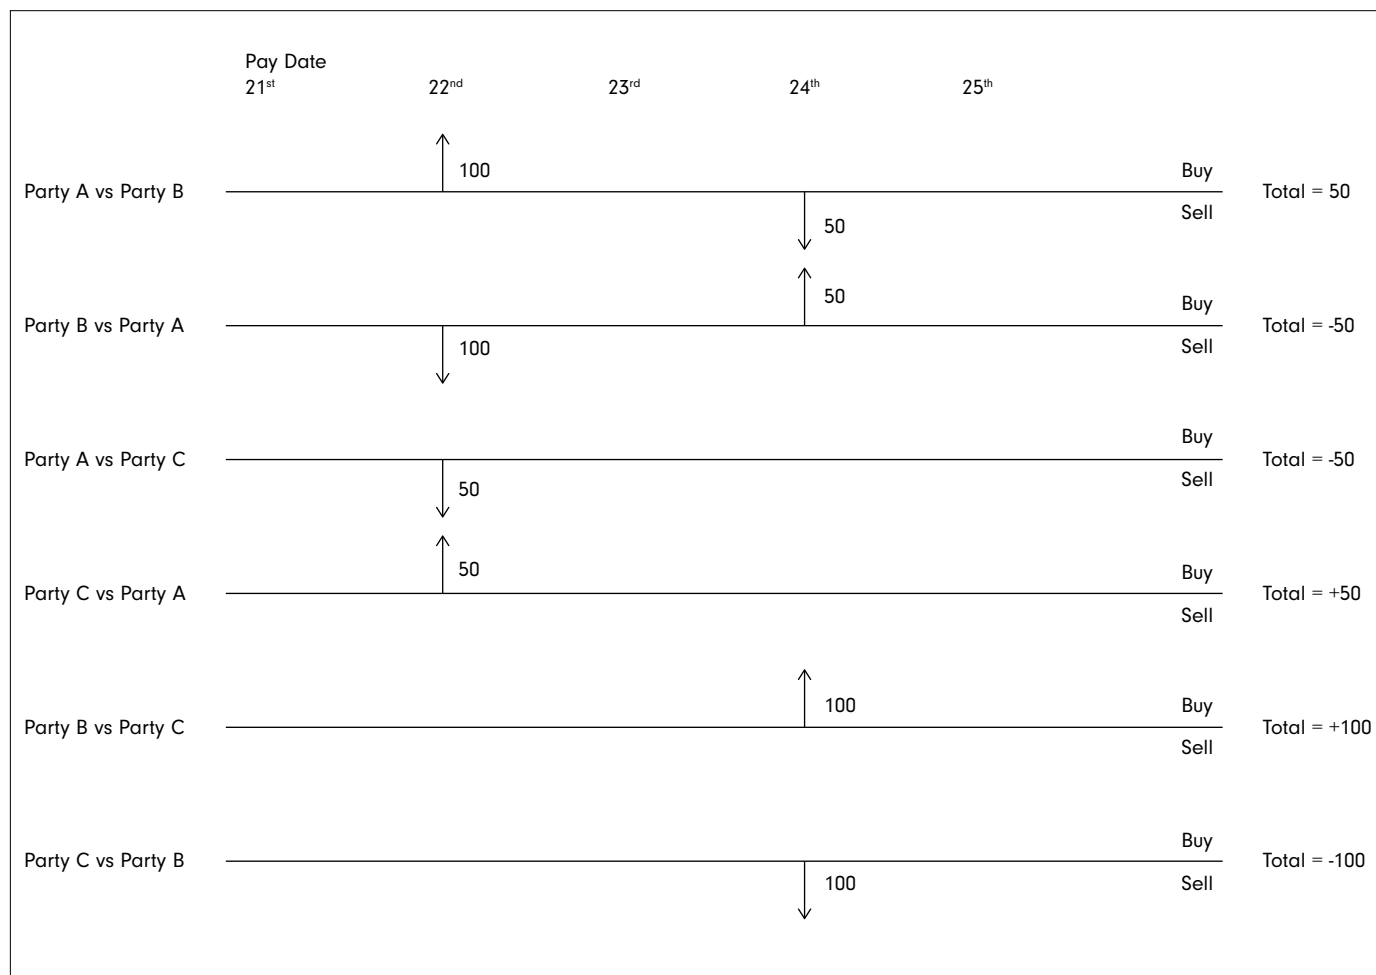 Pay Date
21st 22nd 23rd 24th 25th
100 Buy
Party A vs Party B Total = 50
Sell
50
50 Buy
Party B vs Party A Total = -50
100 Sell
Buy
Party A vs Party C Total = -50
50 Sell
50 Buy
Party C vs Party A Total = +50
Sell
100 Buy
Party B vs Party C Total = +100
Sell
Buy
Party C vs Party B Total = -100
100 Sell